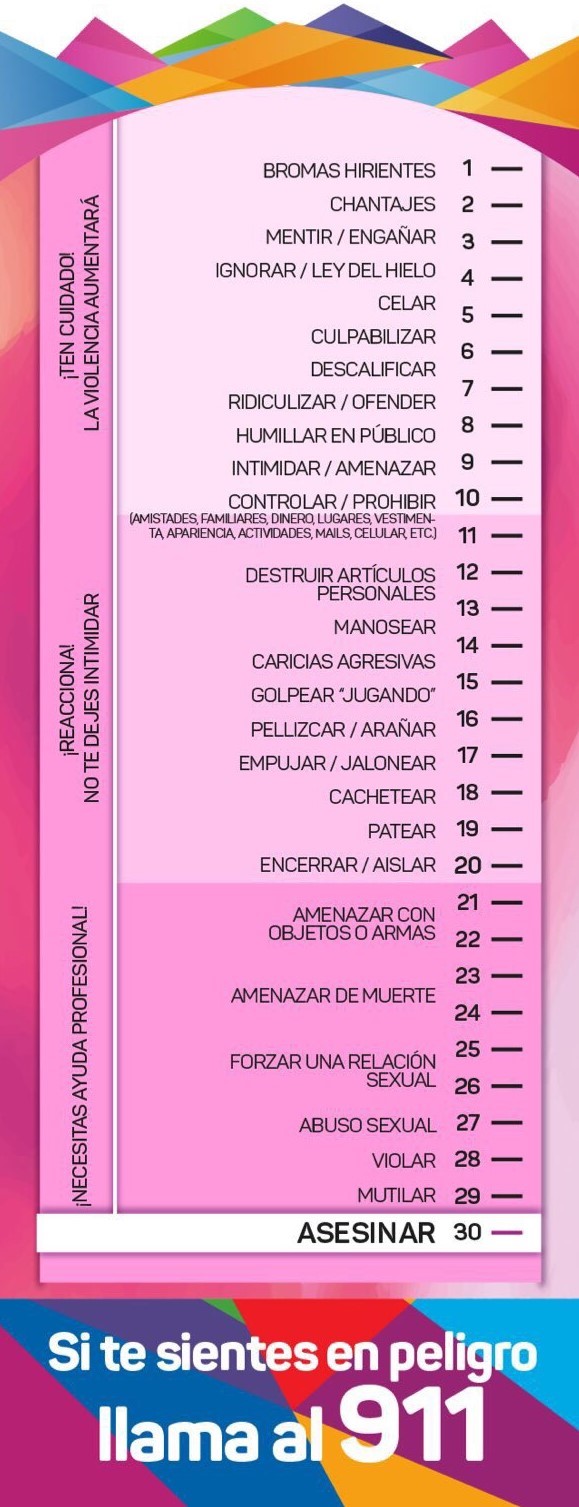 ¡TEN CUIDADO!
LA VIOLENCIA AUMENTARÁ
BROMAS HIRIENTES 1
CHANTAJES 2
MENTIR / ENGAÑAR 3
IGNORAR / LEY DEL HIELO 4
CELAR 5
CULPABILIZAR 6
DESCALIFICAR 7
RIDICULIZAR / OFENDER 8
HUMILLAR EN PÚBLICO 9
INTIMIDAR / AMENAZAR
CONTROLAR / PROHIBIR 10
(AMISTADES, FAMILIARES, DINERO, LUGARES, VESTIMEN-
TA, APARIENCIA, ACTIVIDADES, MAILS, CELULAR, ETC.) 11
¡REACCIONA!
NO TE DEJES INTIMIDAR
DESTRUIR ARTÍCULOS 12
PERSONALES 13
MANOSEAR 14
CARICIAS AGRESIVAS 15
GOLPEAR “JUGANDO” 16
PELLIZCAR / ARAÑAR
EMPUJAR / JALONEAR 17
CACHETEAR 18
PATEAR 19
ENCERRAR / AISLAR 20
¡NECESITAS AYUDA PROFESIONAL!
21
AMENAZAR CON
OBJETOS O ARMAS 22
23
AMENAZAR DE MUERTE 24
25
FORZAR UNA RELACIÓN
SEXUAL 26
ABUSO SEXUAL 27
VIOLAR 28
MUTILAR 29
ASESINAR 30
Si te sientes en peligro
llama al 911